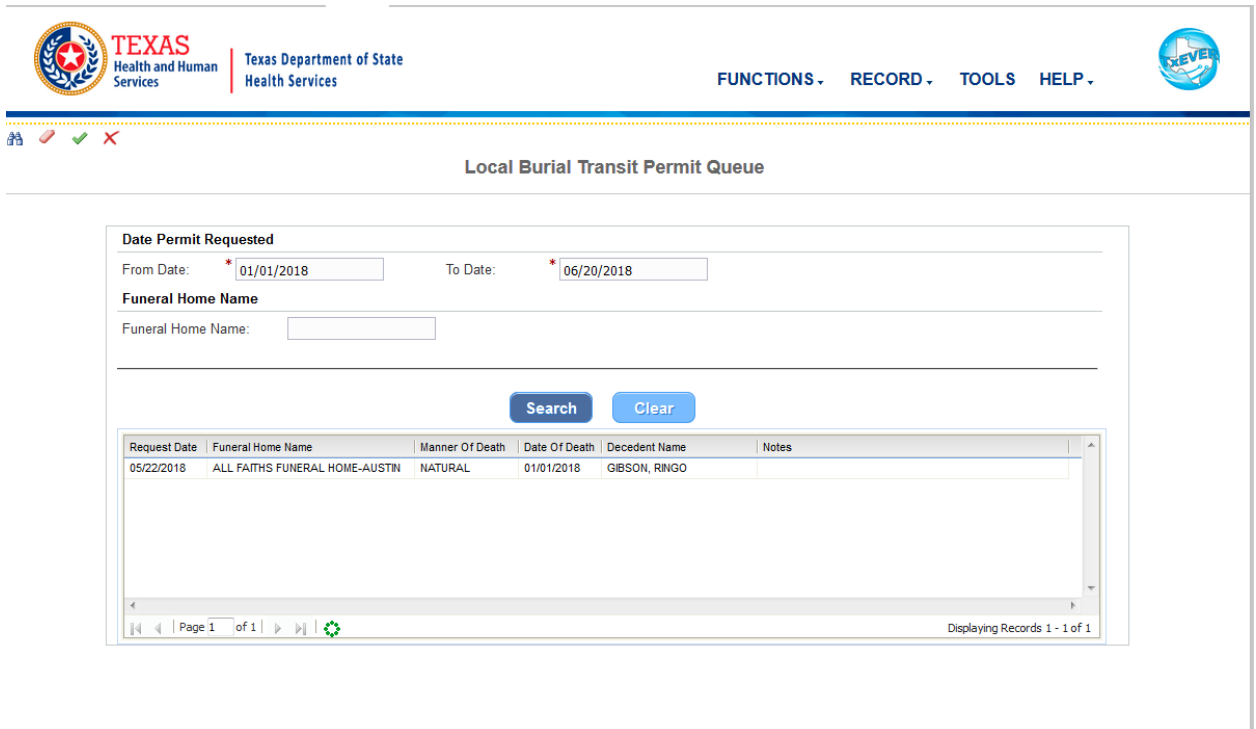 TEXAS
Health and Human
Services
Texas Department of State
Health Services
FUNCTIONS RECORD TOOLS HELP
TXEVER
Local Burial Transit Permit Queue
Date Permit Requested
From Date: * 01/01/2018 To Date: * 06/20/2018
Funeral Home Name
Funeral Home Name:
Search Clear
Request Date Funeral Home Name Manner Of Death Date Of Death Decedent Name Notes
05/22/2018 ALL FAITHS FUNERAL HOME-AUSTIN NATURAL 01/01/2018 GIBSON, RINGO
Page 1 of 1 Displaying Records 1 - 1 of 1